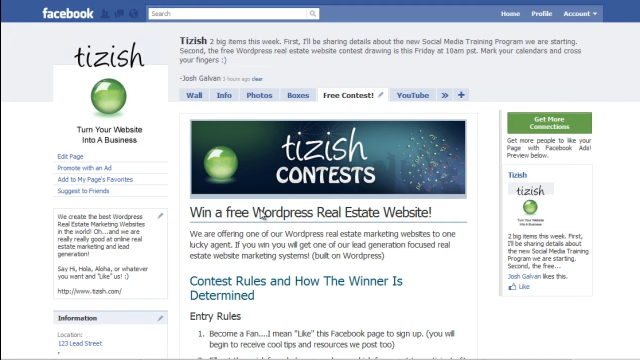 facebook
Search
Home Profile Account
Tizish 2 big items this week. First, I'll be sharing details about the new Social Media Training Program we are starting.
Second, the free Wordpress real estate website contest drawing is this Friday at 10am pst. Mark your calendars and cross
your fingers :)
-Josh Galvan 3 hours ago clear
Wall Info Photos Boxes Free Contest! YouTube » +
tizish
Turn Your Website
Into A Business
Edit Page
Promote with an Ad
Add to My Page's Favorites
Suggest to Friends
We create the best Wordpress
Real Estate Marketing Websites
in the world! Oh...and we are
really really good at online real
estate marketing and lead
generation!
Say Hi, Hola, Aloha, or whatever
you want and "Like" us! :)
http://www.tizish.com/
Information
Location:
123 Lead Street
,
tizish
CONTESTS
Win a free Wordpress Real Estate Website!
We are offering one of our Wordpress real estate marketing websites to one
lucky agent. If you win you will get one of our lead generation focused real
estate website marketing systems! (built on Wordpress)
Contest Rules and How The Winner Is
Determined
Entry Rules
1. Become a Fan....I mean "Like" this Facebook page to sign up. (you will
begin to receive cool tips and resources we post too)
Get More
Connections
Get more people to like your
Page with Facebook Ads!
Preview below.
Tizish
tizish
2 big items this week. First,
I'll be sharing details about
the new Social Media Training
Program we are starting.
Second, the free...
Josh Galvan likes this.
Like